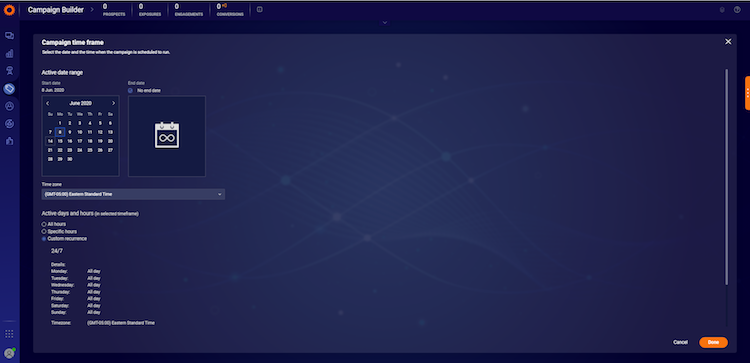 Campaign Builder > 0 0 0 0 +0
PROSPECTS EXPOSURES ENGAGEMENTS CONVERSIONS
Campaign time frame
Select the date and the time when the campaign is scheduled to run.
Active date range
Start date End date
8 Jun. 2020 No end date
June 2020
Su Mo Tu We Th Fr Sa
1 2 3 4 5 6
7 8 9 10 11 12 13
14 15 16 17 18 19 20
21 22 23 24 25 26 27
28 29 30
Time zone
(GMT-05:00) Eastern Standard Time
Active days and hours (in selected timeframe)
All hours
Specific hours
Custom recurrence
24/7
Details:
Monday: All day
Tuesday: All day
Wednesday: All day
Thursday: All day
Friday: All day
Saturday: All day
Sunday: All day
Timezone: (GMT-05:00) Eastern Standard Time
Cancel Done